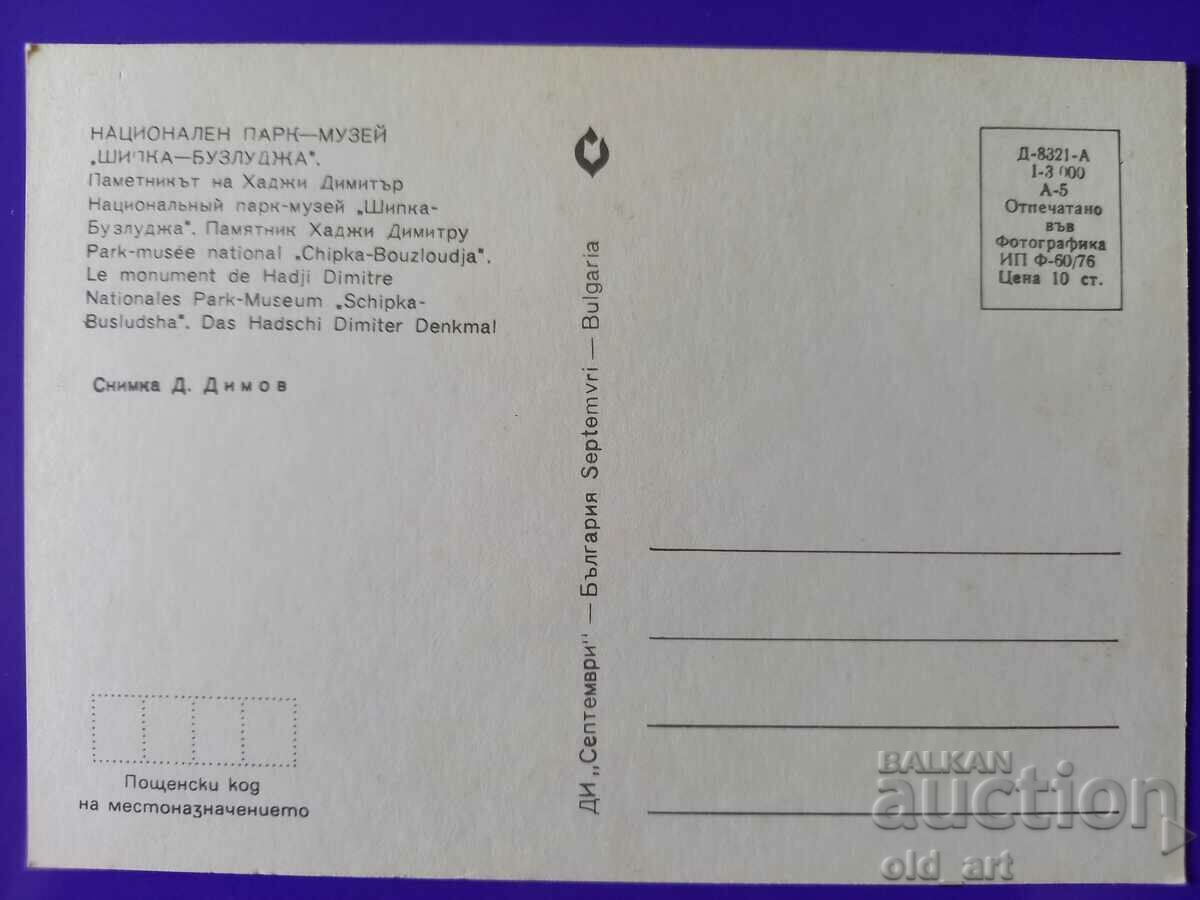 НАЦИОНАЛЕН ПАРК—МУЗЕЙ
„ШИПКА—БУЗЛУДЖА".
Паметникът на Хаджи Димитър
Национальный парк-музей „Шипка-
Бузлуджа". Памятник Хаджи Димитру
Park-musée national „Chipka-Bouzloudja".
Le monument de Hadji Dimitre
Nationales Park-Museum „Schipka-
Busludsha". Das Hadschi Dimiter Denkmal
Снимка Д. Димов
Пощенски код
на местоназначението
ДИ „Септември" — България Septemvri — Bulgaria
Д-8321-А
I-3 000
А-5
Отпечатано
във
Фотографика
ИП Ф-60/76
Цена 10 ст.
BALKAN
auction
old_art